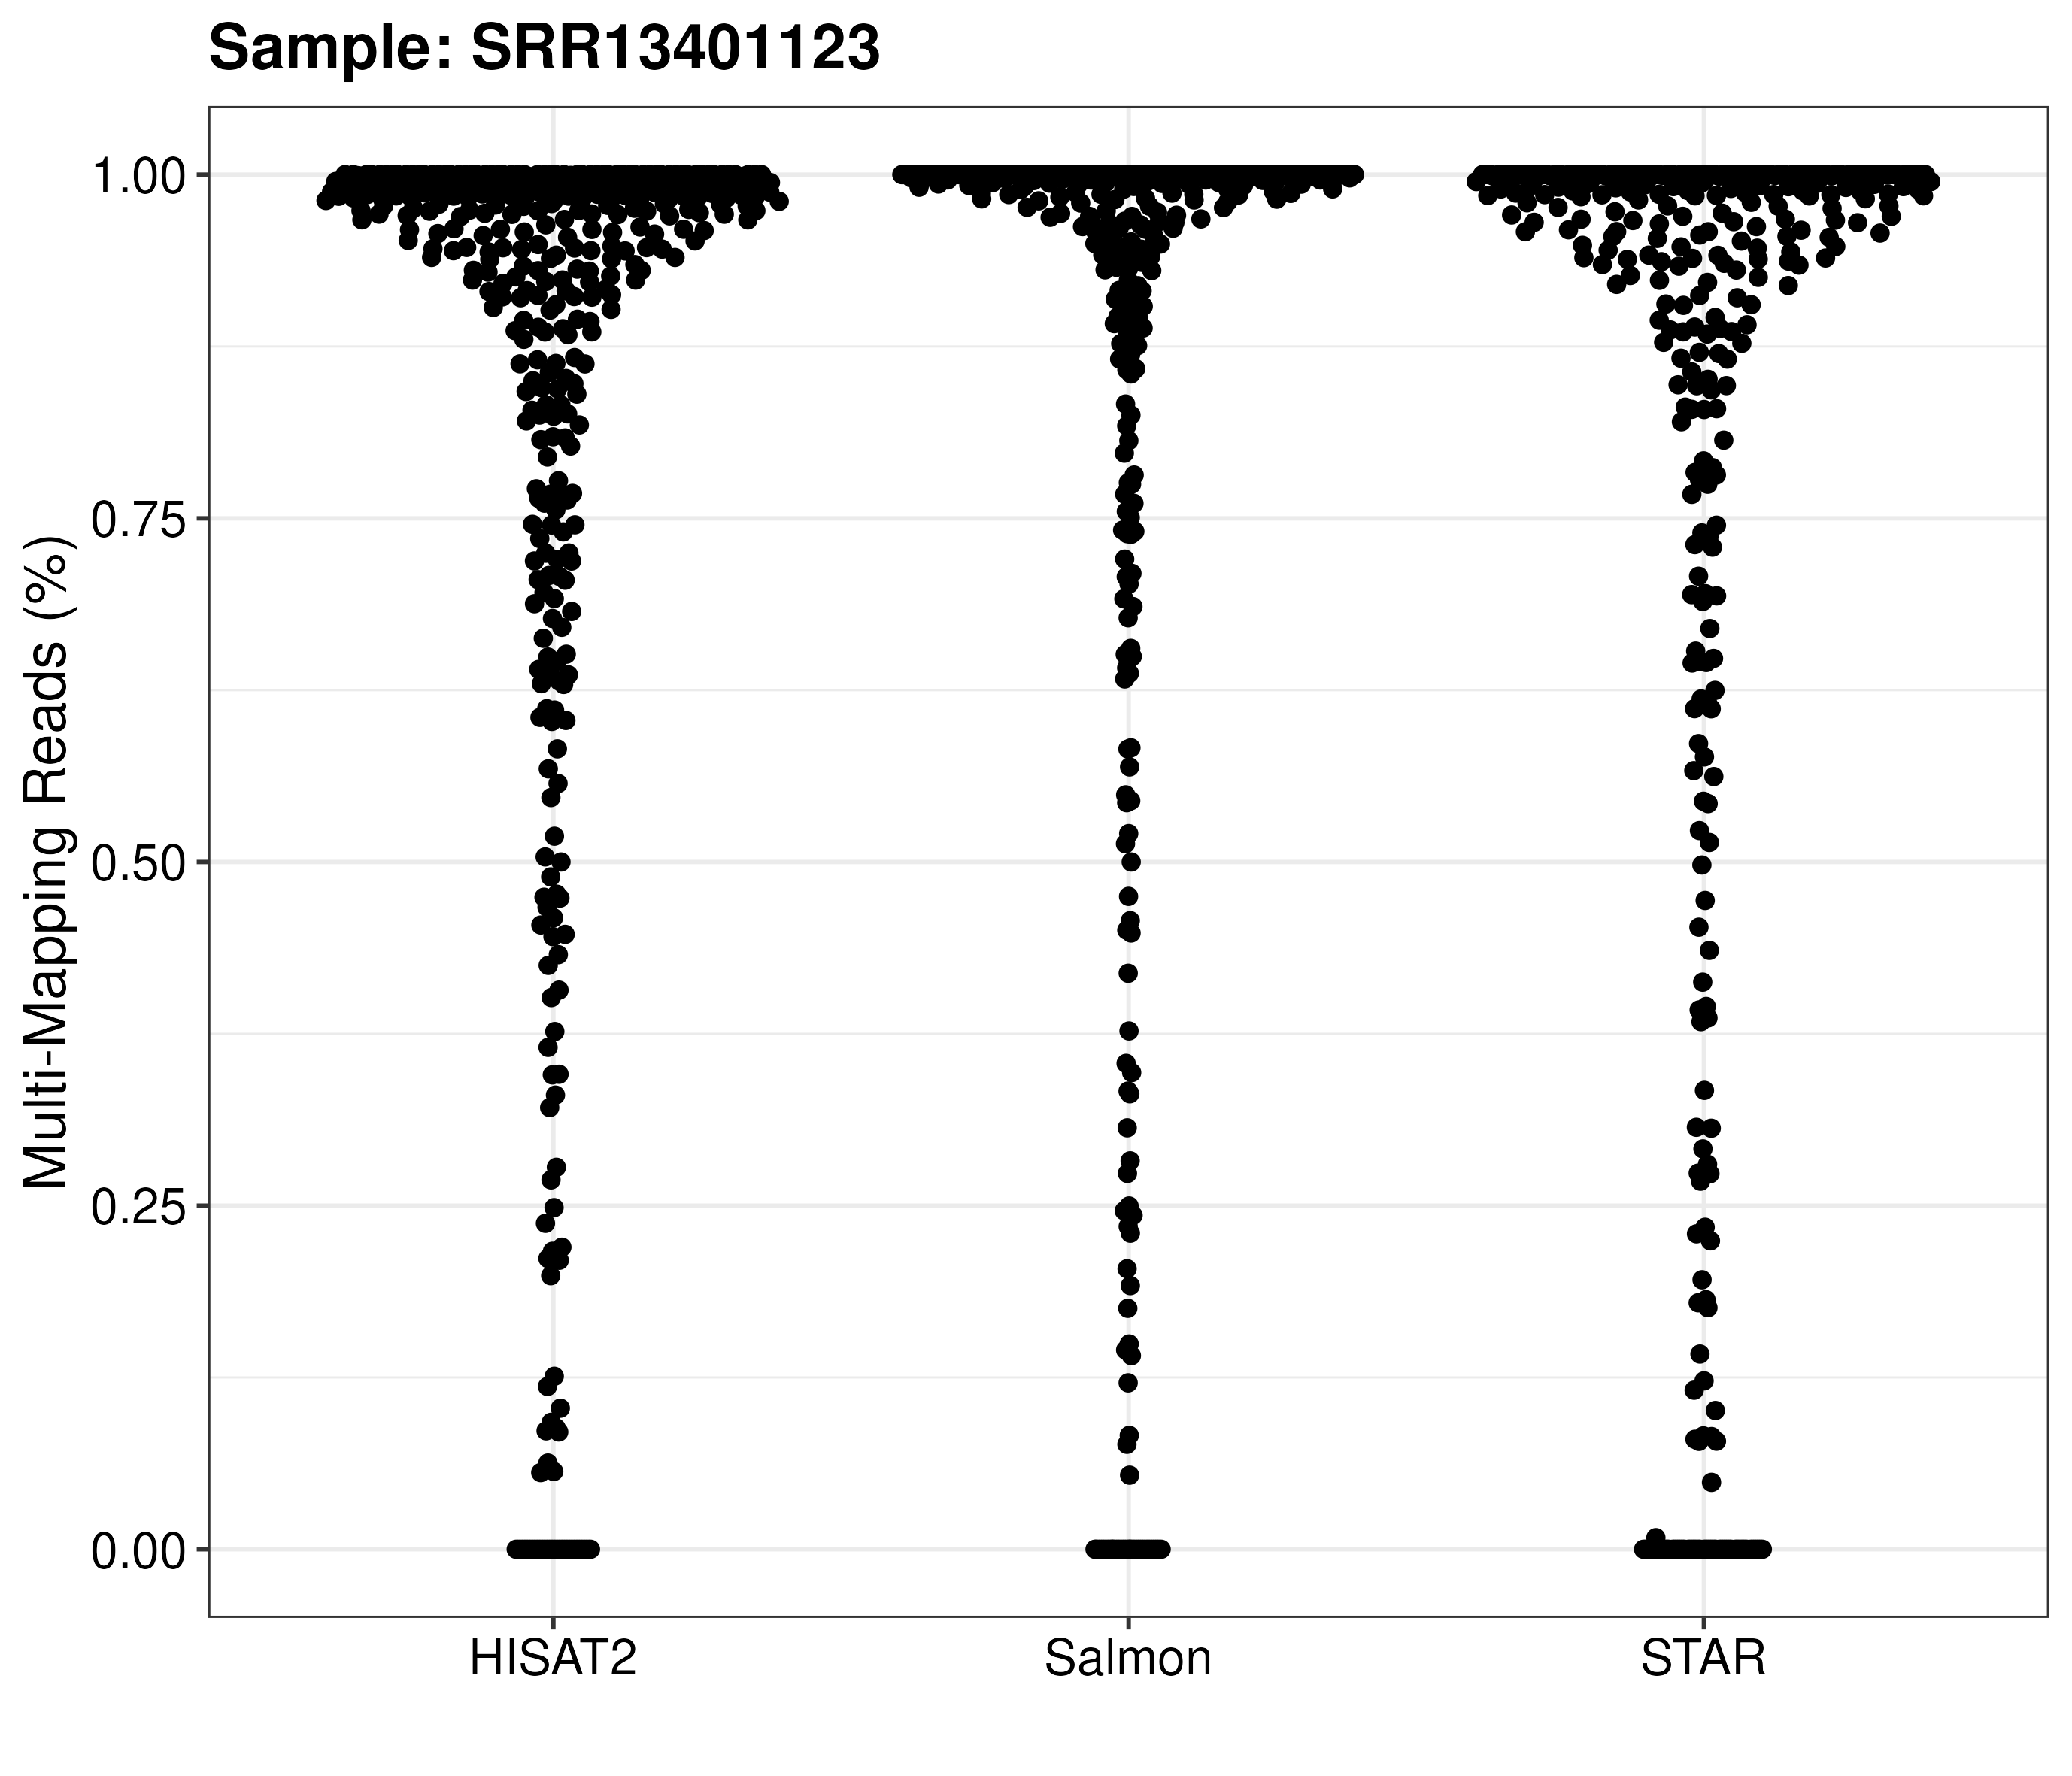 Sample: SRR13401123
Multi-Mapping Reads (%)
1.00
0.75
0.50
0.25
0.00
HISAT2
Salmon
STAR